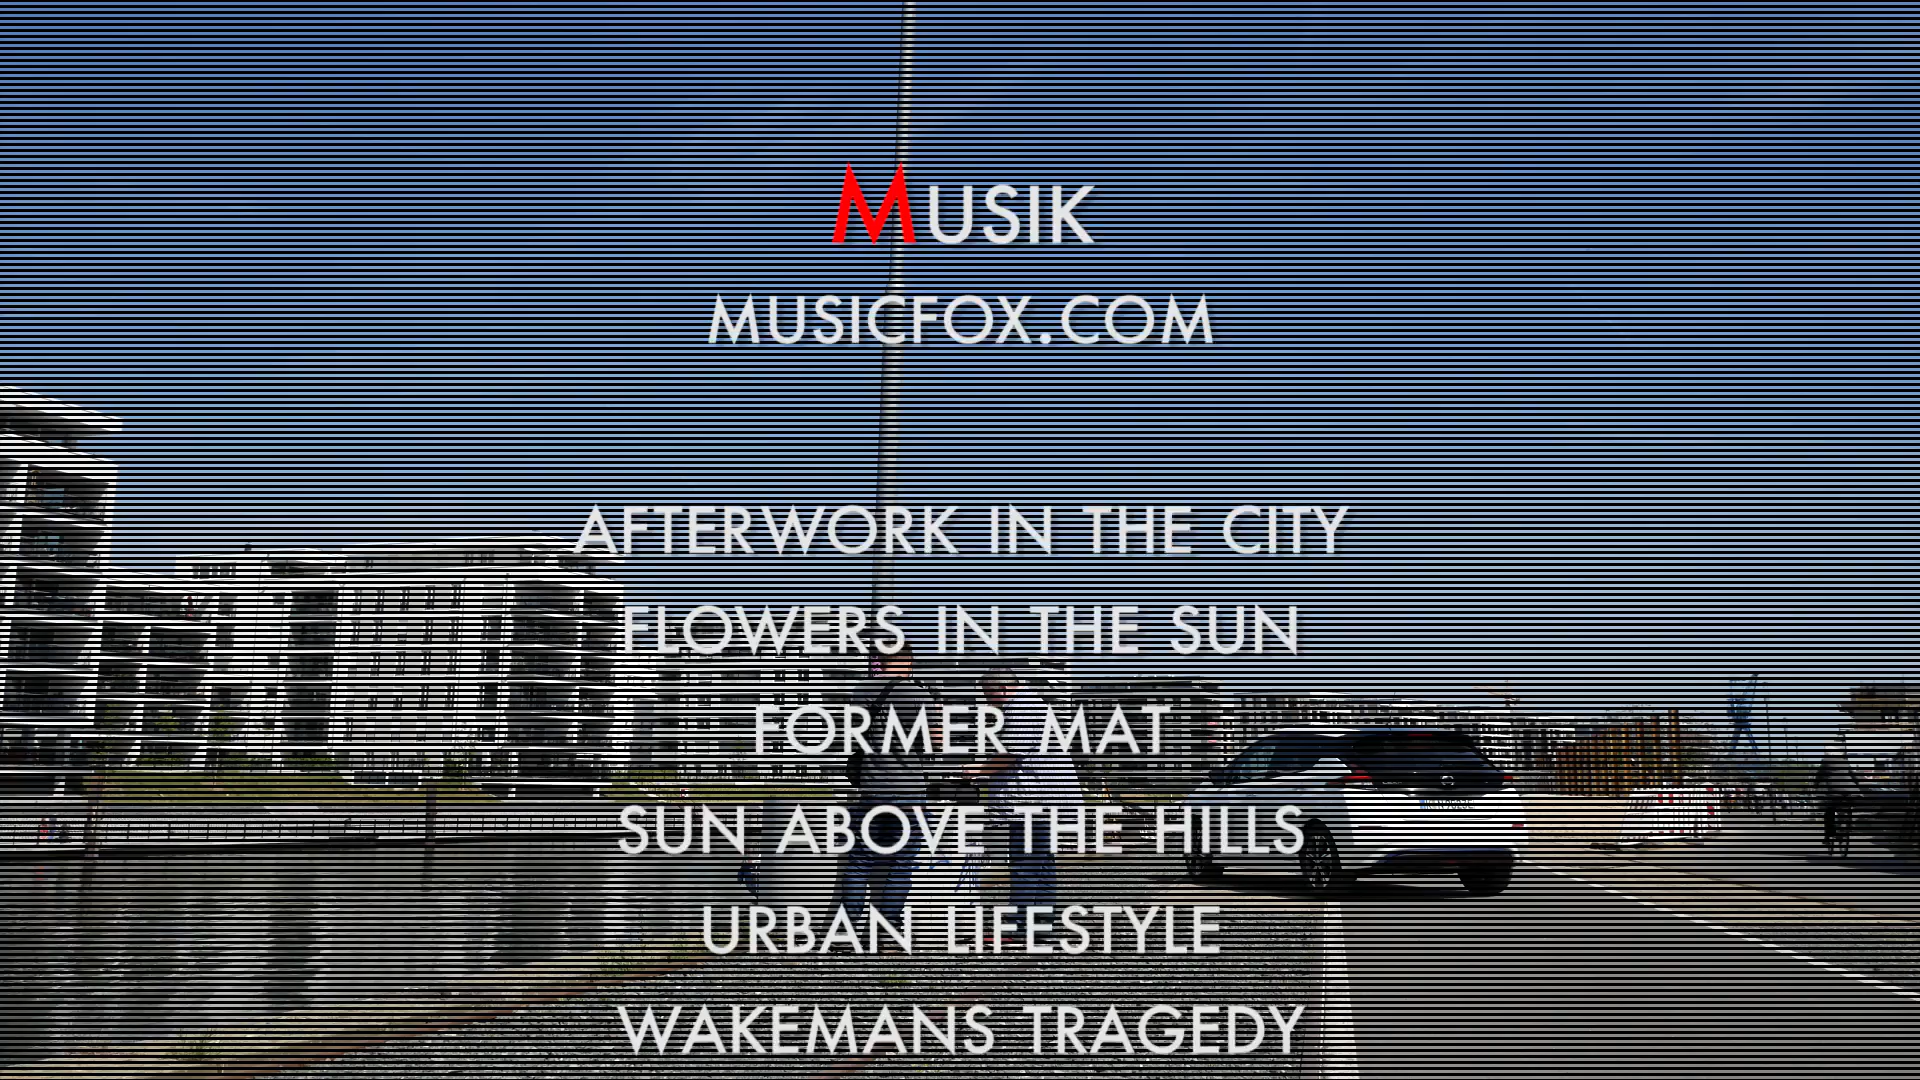 MUSIK
MUSICFOX.COM
AFTERWORK IN THE CITY
FLOWERS IN THE SUN
FORMER MAT
SUN ABOVE THE HILLS
URBAN LIFESTYLE
WAKEMANS TRAGEDY